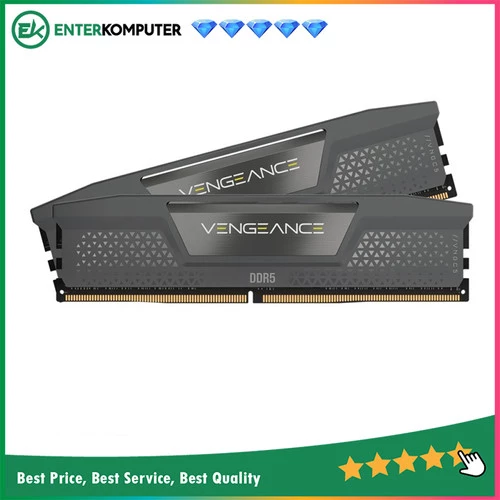 EK ENTERKOMPUTER
VENGEANCE
VENGEANCE
DDR5
Best Price, Best Service, Best Quality